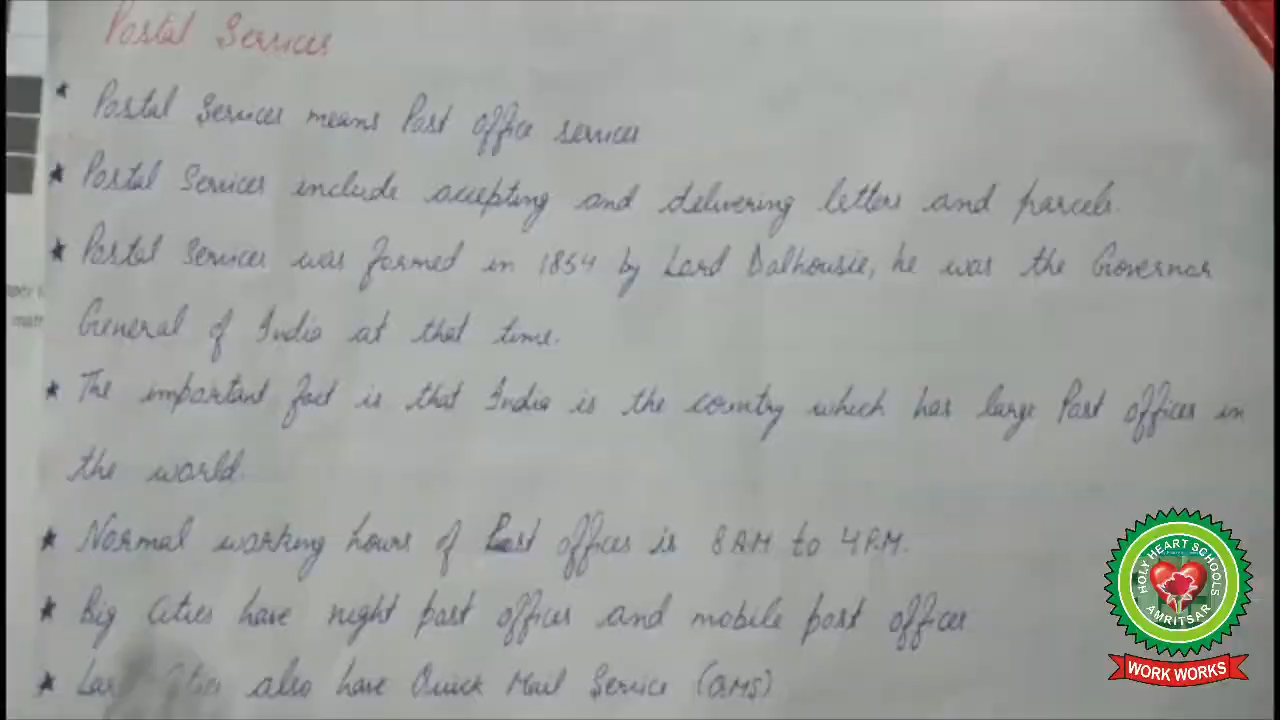 Postal Services
* Postal Services means Post office services
* Postal Services include accepting and delivering letters and parcels.
* Postal Services was formed in 1854 by Lord Dalhousie, he was the Governor
General of India at that time.
* The important fact is that India is the country which has large Post offices in
the world.
* Normal working hours of Post offices is 8 A.M to 4 P.M.
* Big Cities have night post offices and mobile post offices
* also have Quick Mail Service (QMS)
HOLY HEART SCHOOLS
AMRITSAR
WORK WORKS